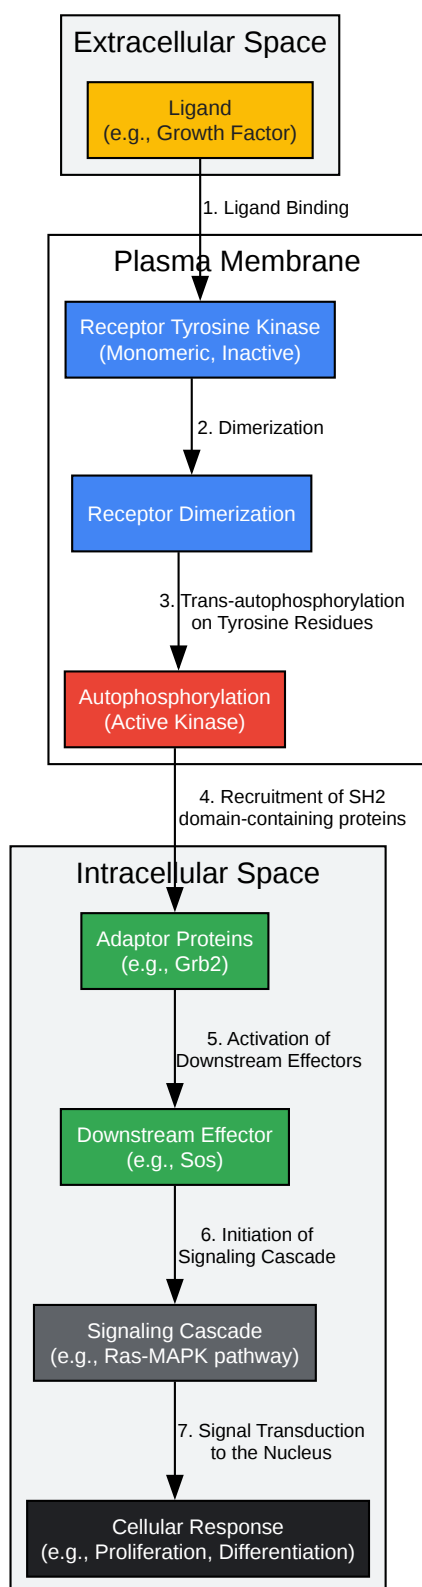 Extracellular Space
Ligand
(e.g., Growth Factor)
1. Ligand Binding
Plasma Membrane
Receptor Tyrosine Kinase
(Monomeric, Inactive)
2. Dimerization
Receptor Dimerization
3. Trans-autophosphorylation
on Tyrosine Residues
Autophosphorylation
(Active Kinase)
4. Recruitment of SH2
domain-containing proteins
Intracellular Space
Adaptor Proteins
(e.g., Grb2)
5. Activation of
Downstream Effectors
Downstream Effector
(e.g., Sos)
6. Initiation of
Signaling Cascade
Signaling Cascade
(e.g., Ras-MAPK pathway)
7. Signal Transduction
to the Nucleus
Cellular Response
(e.g., Proliferation, Differentiation)